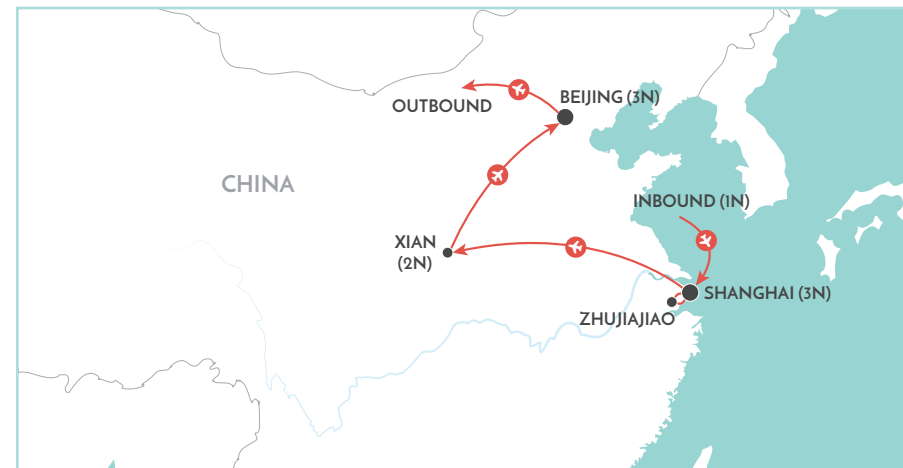 OUTBOUND
BEIJING (3N)
CHINA
INBOUND (1N)
XIAN
(2N)
SHANGHAI (3N)
ZHUJIAJIAO